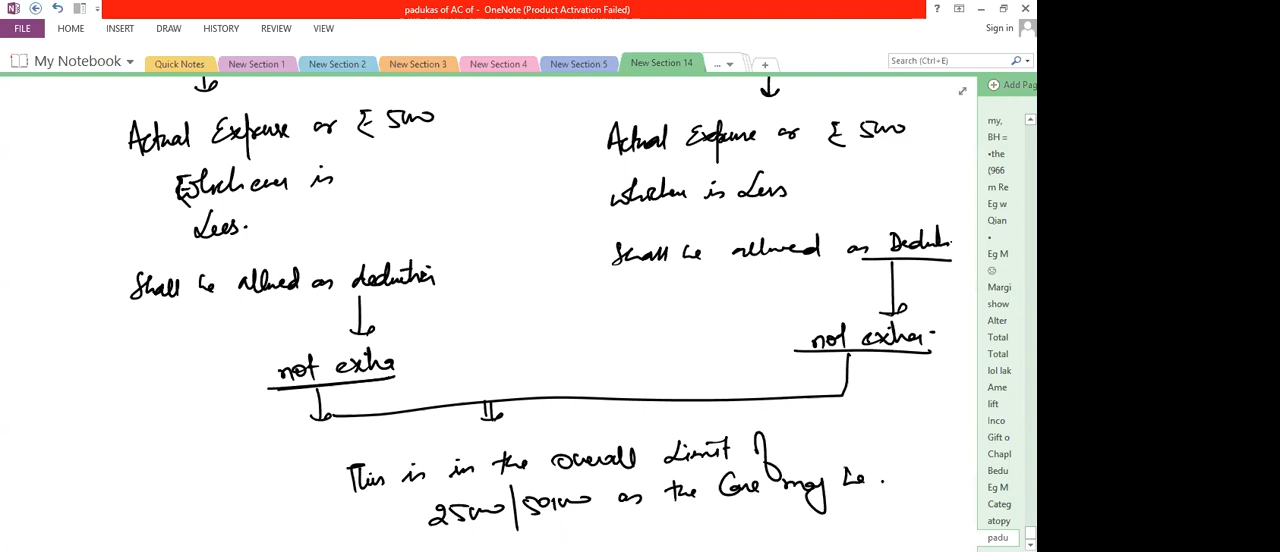 padukas of AC of - OneNote (Product Activation Failed)
?
Sign in
FILE HOME INSERT DRAW HISTORY REVIEW VIEW
My Notebook
Quick Notes
New Section 1
New Section 2
New Section 3
New Section 4
New Section 5
New Section 14
...
+
Search (Ctrl+E)
Add Pag
Actual Expense or ₹ 5000
Whichever is
Less.
Shall be allowed as deduction
not extra
Actual Expense or ₹ 5000
whichever is Less
Shall be allowed as Deduct
not extra
This is in the overall Limit of
25000/50000 as the Case may be.
my,
BH =
•the
(966
m Re
Eg w
Qian
•
Eg M
☹
Margi
show
Alter
Total
Total
lol lak
Ame
lift
Inco
Gift o
Chapl
Bedu
Eg M
Categ
atopy
padu